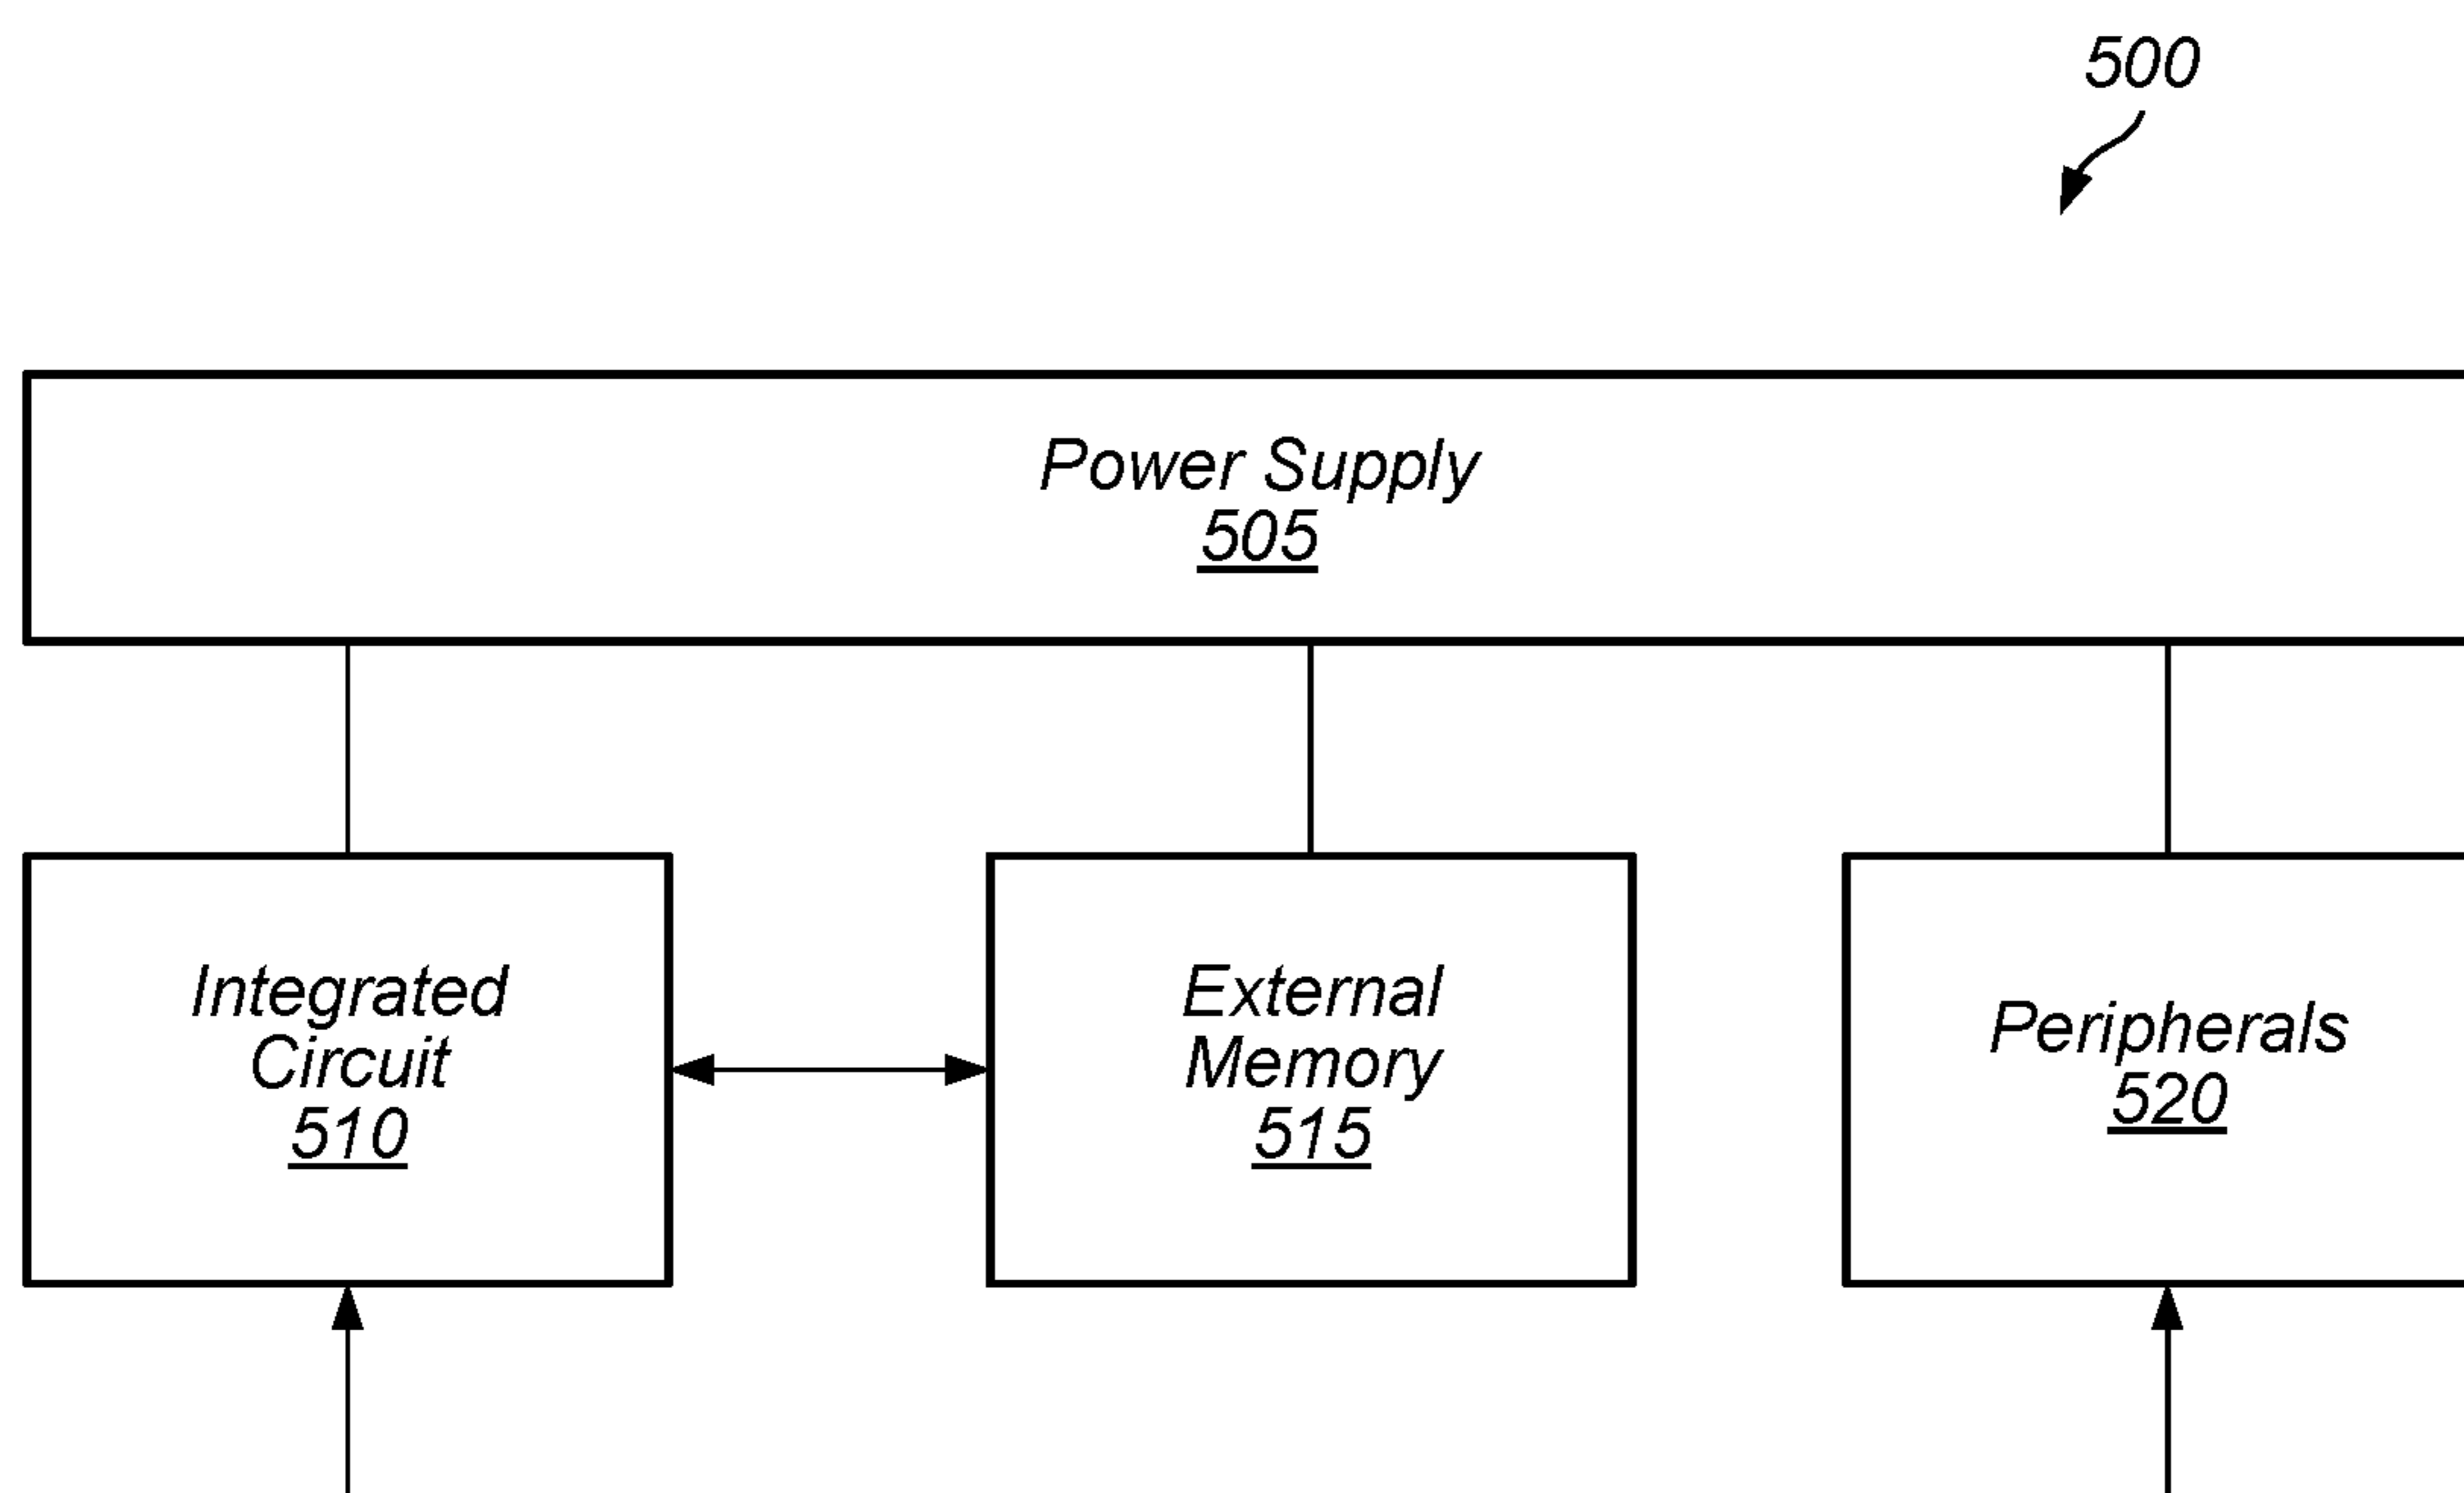 500
Power Supply
505
Integrated
Circuit
510
External
Memory
515
Peripherals
520